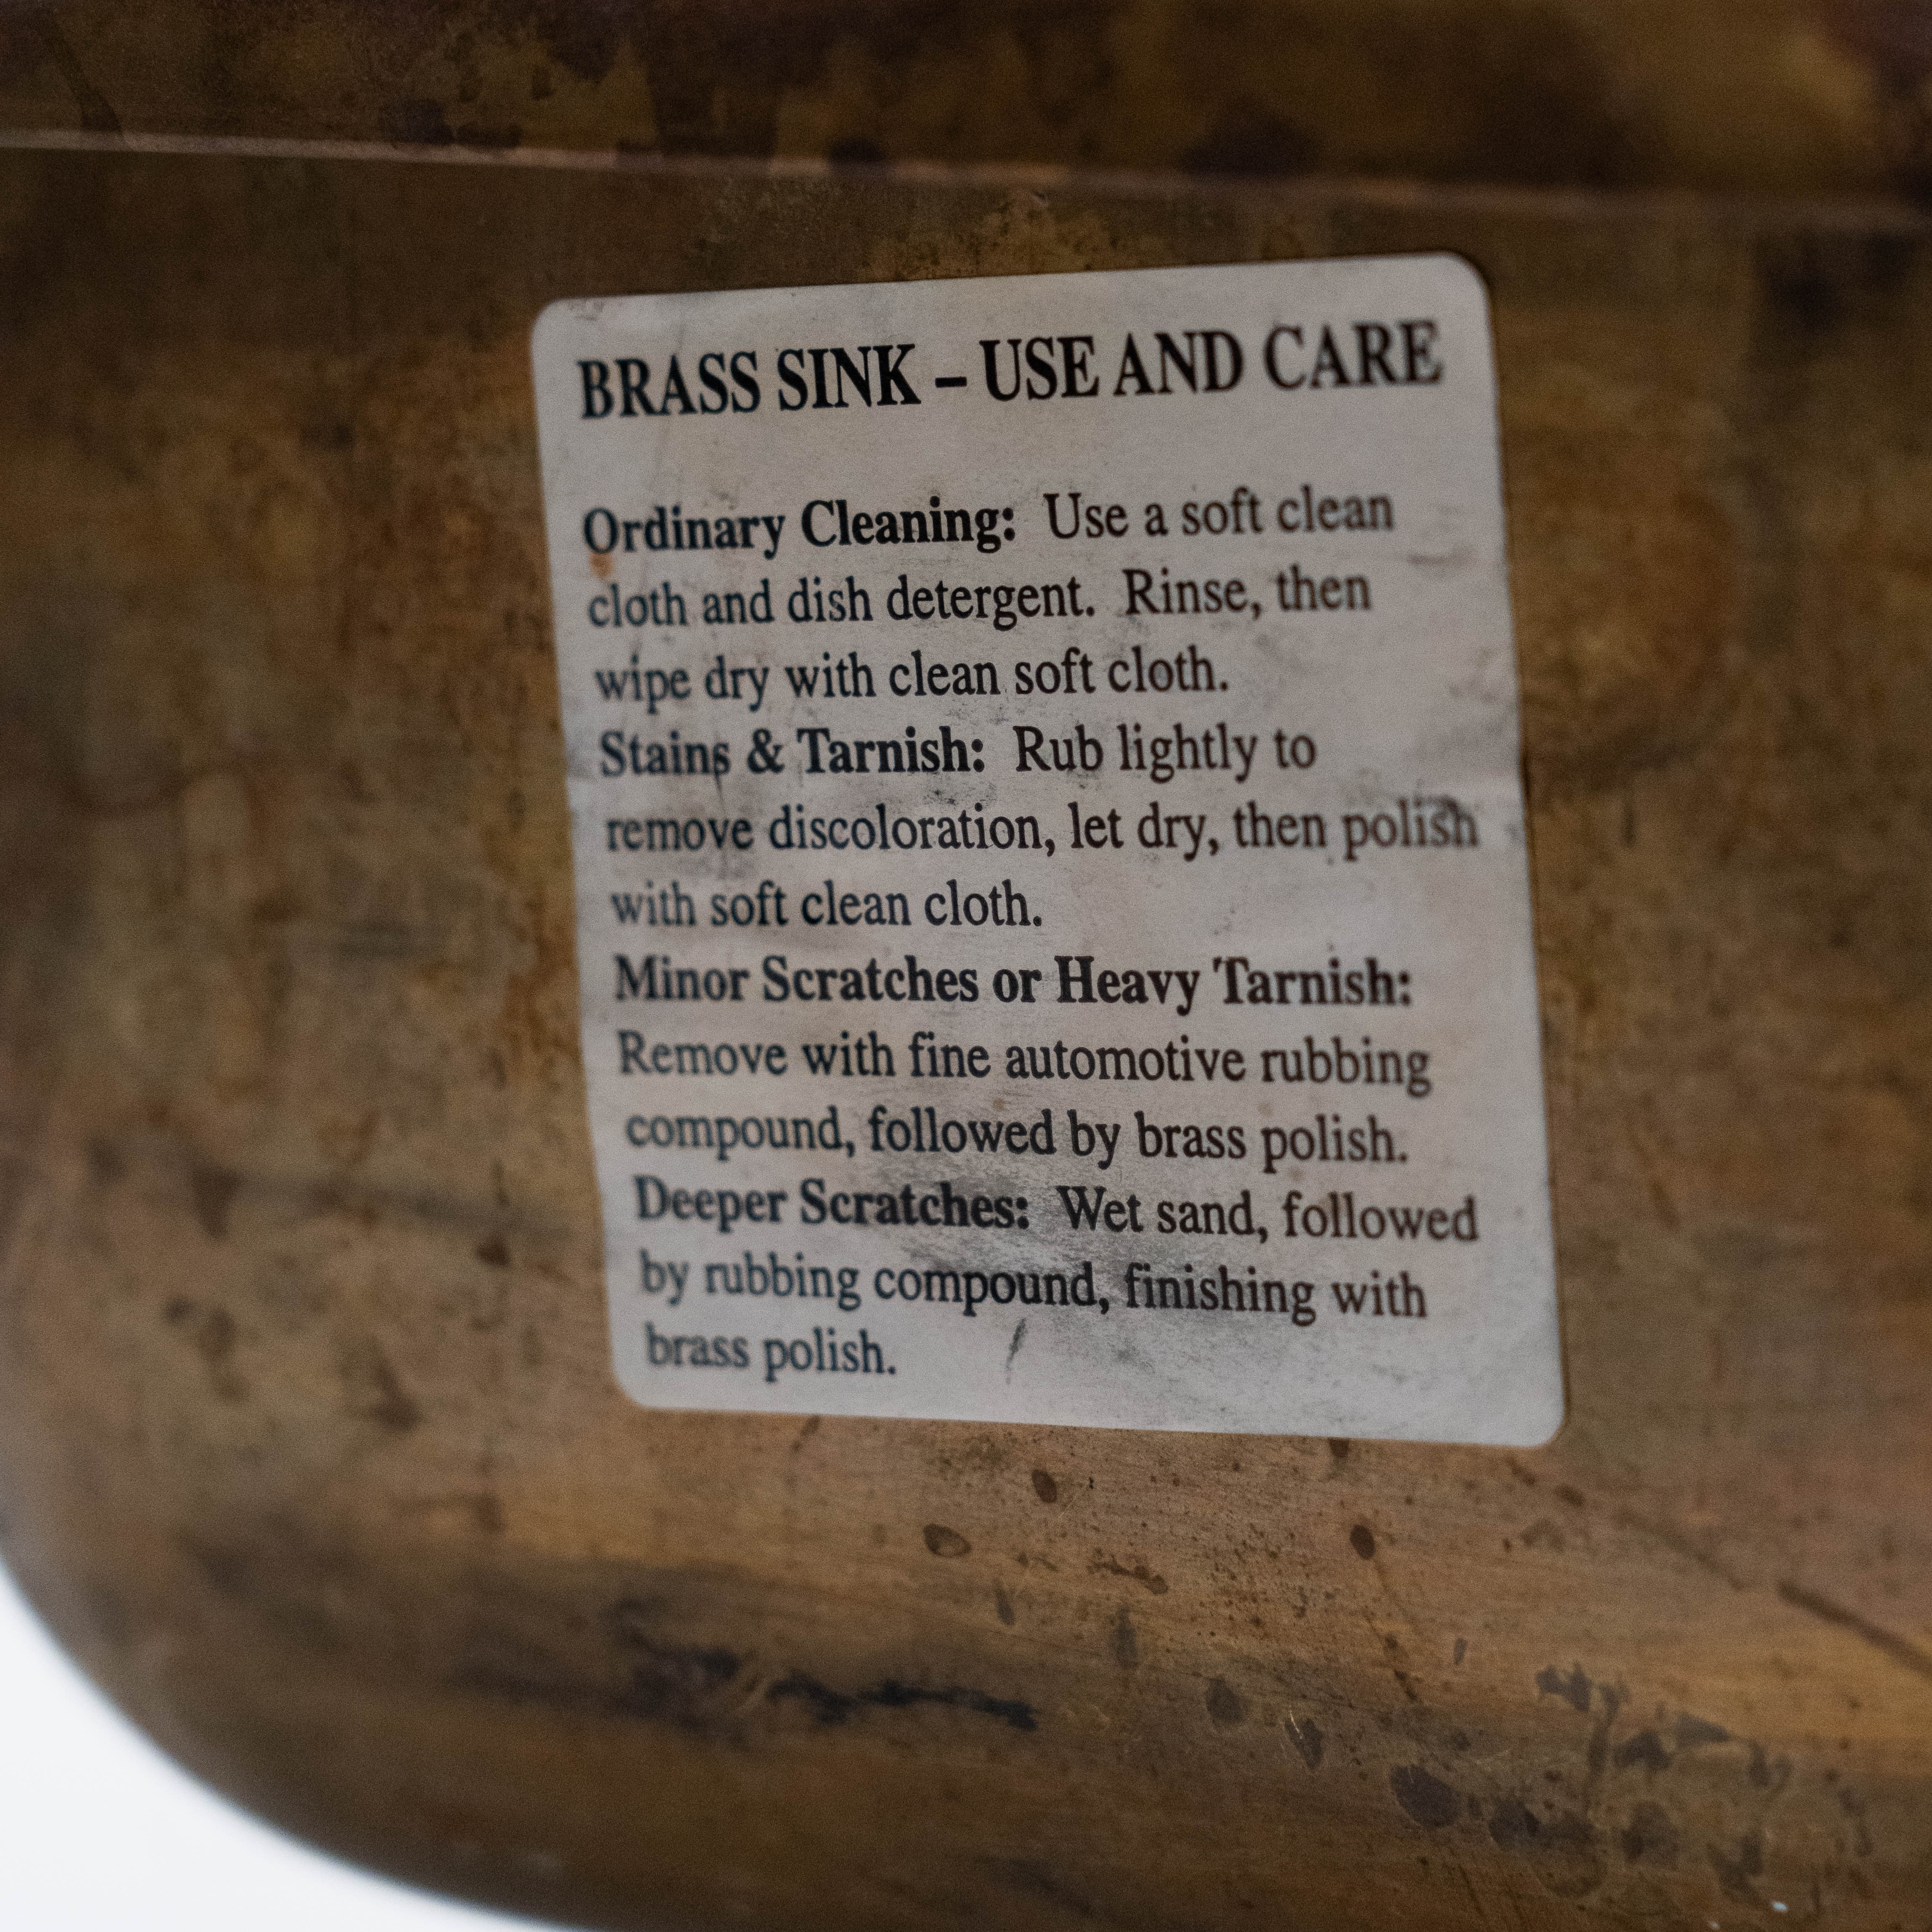 BRASS SINK – USE AND CARE
Ordinary Cleaning: Use a soft clean
cloth and dish detergent. Rinse, then
wipe dry with clean soft cloth.
Stains & Tarnish: Rub lightly to
remove discoloration, let dry, then polish
with soft clean cloth.
Minor Scratches or Heavy Tarnish:
Remove with fine automotive rubbing
compound, followed by brass polish.
Deeper Scratches: Wet sand, followed
by rubbing compound, finishing with
brass polish.